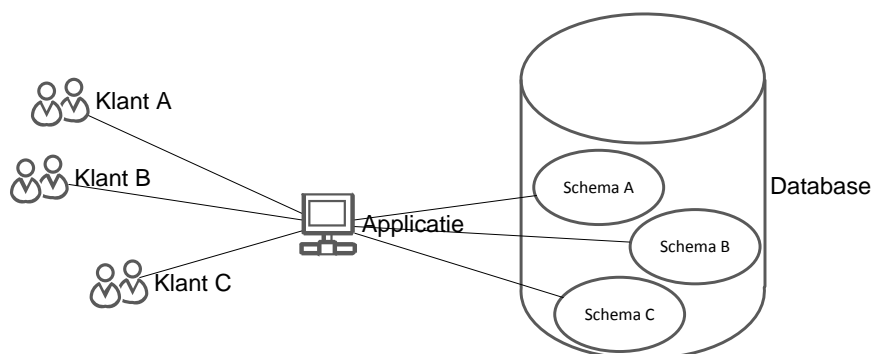 Klant A
Klant B
Klant C
Applicatie
Schema A
Schema B
Schema C
Database